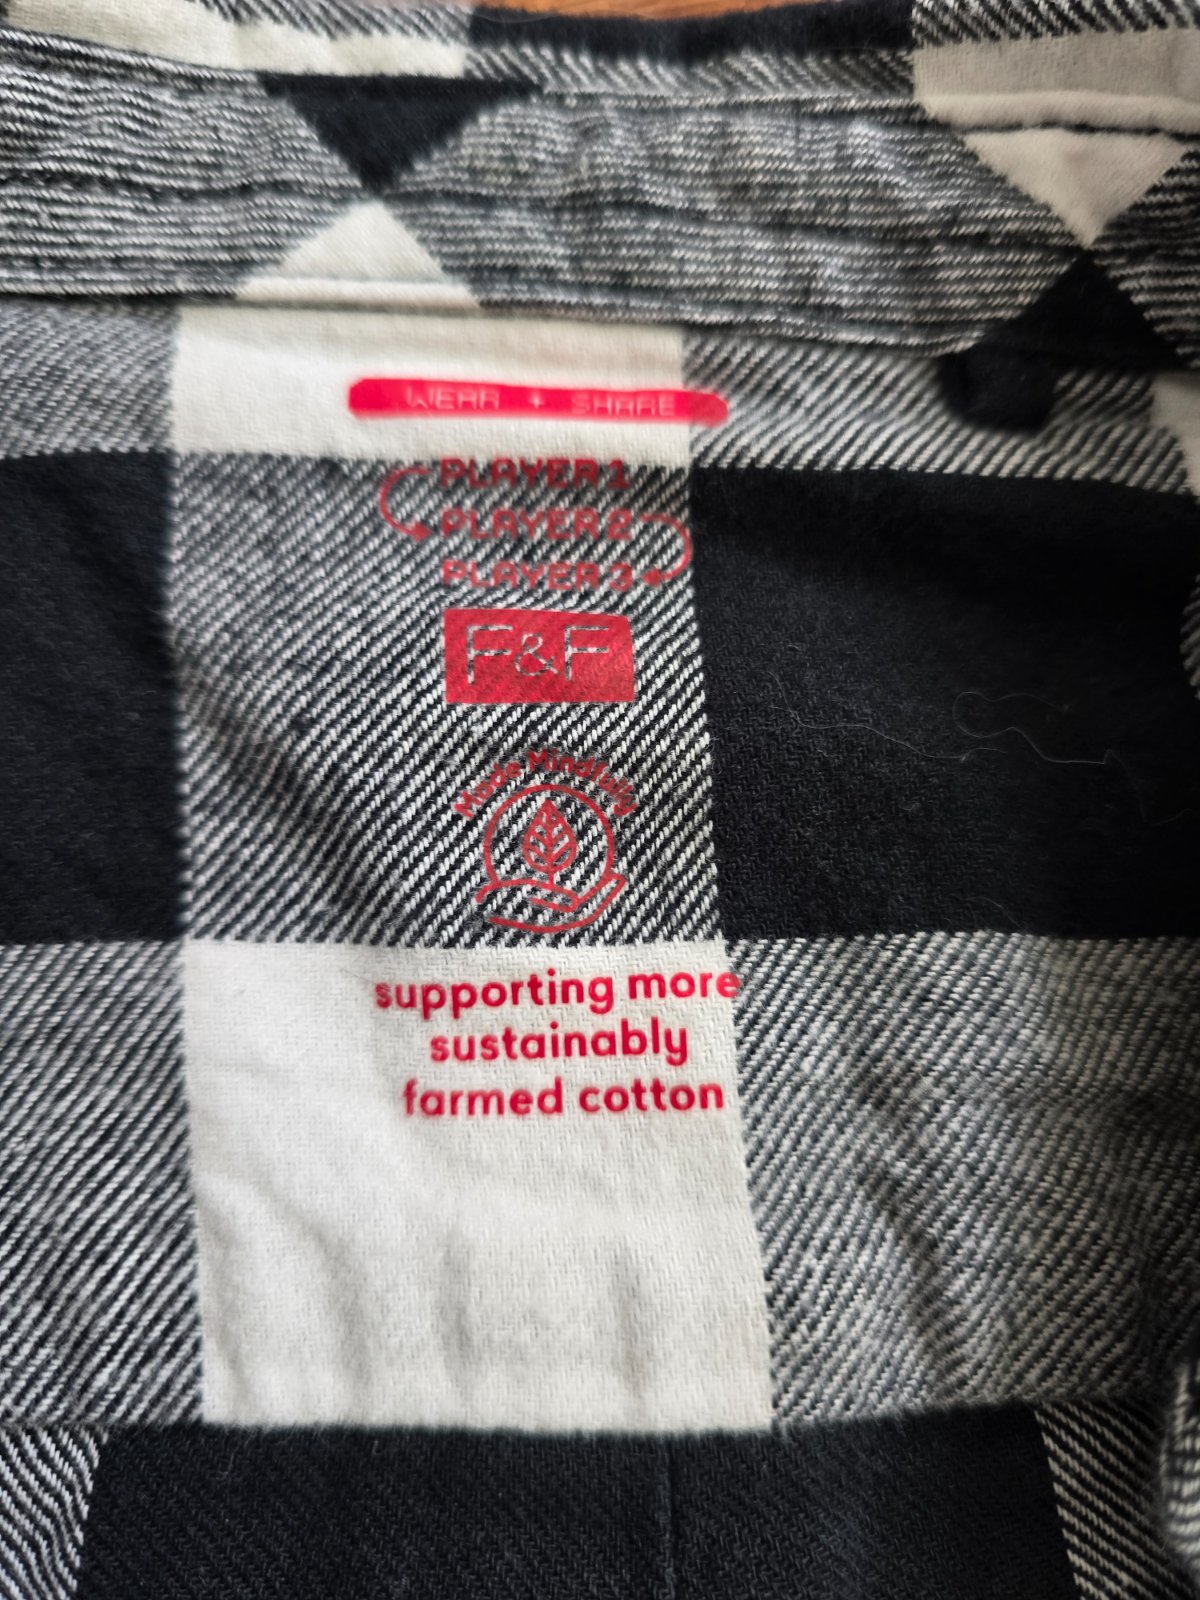 WEAR + SHARE
PLAYER 1
PLAYER 2
PLAYER 3
F&F
Made Mindfully
supporting more
sustainably
farmed cotton